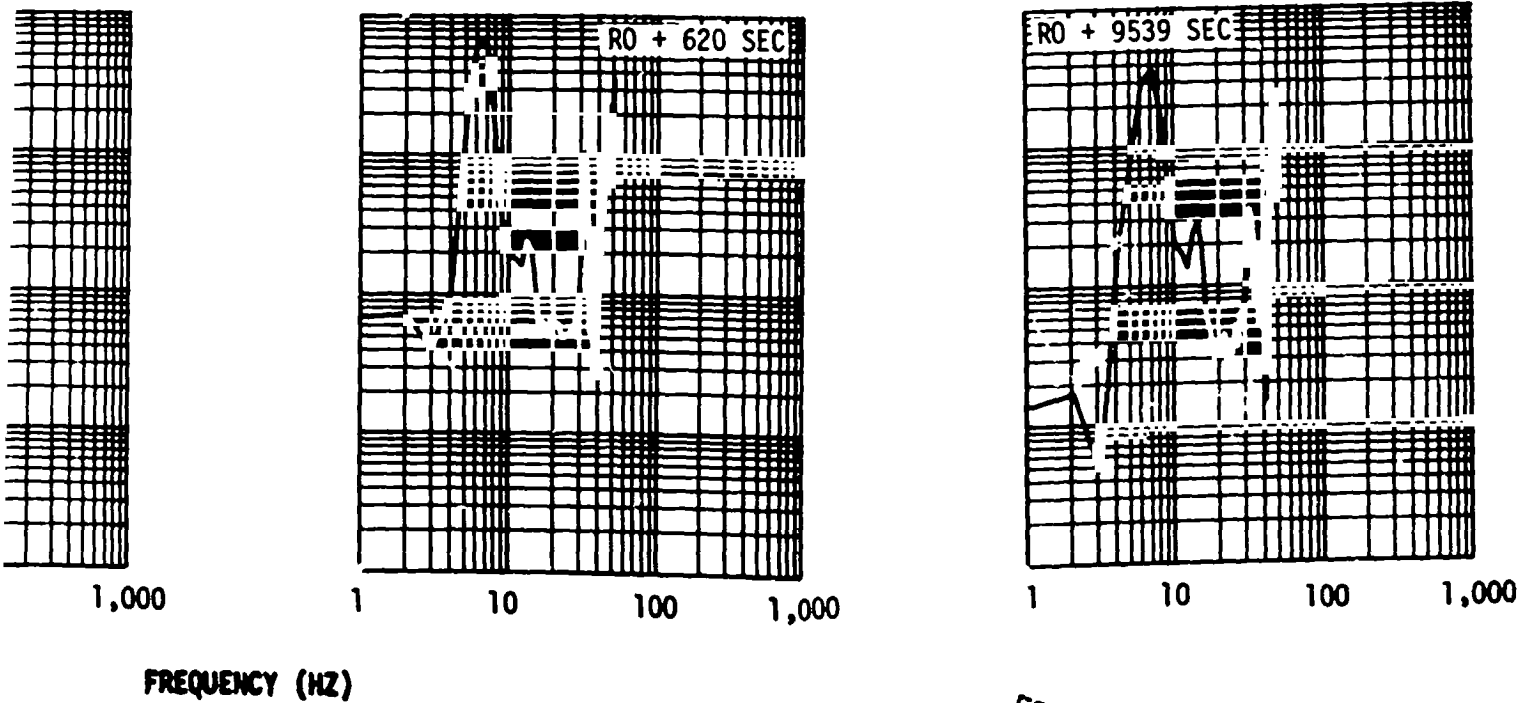 RO + 620 SEC
RO + 9539 SEC
1,000
1 10 100 1,000
1 10 100 1,000
FREQUENCY (HZ)